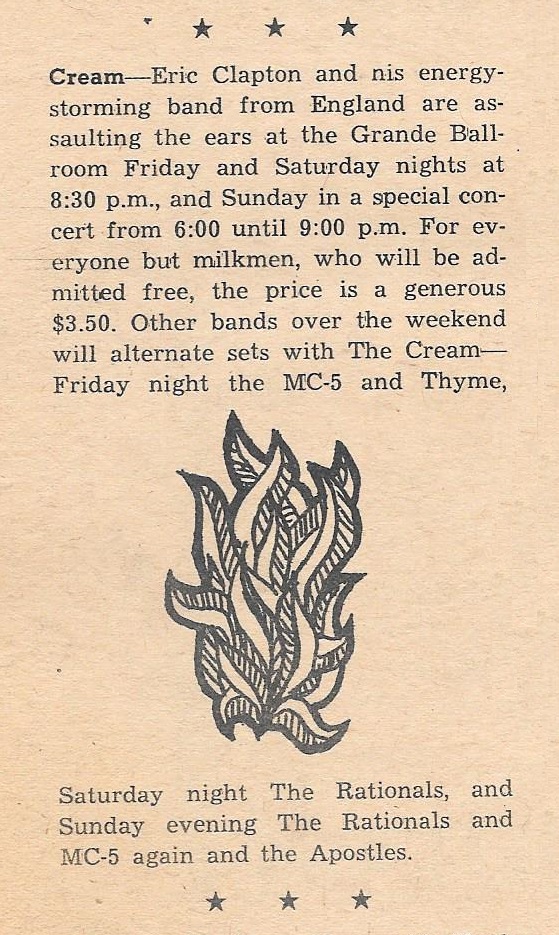 ★ ★ ★
Cream—Eric Clapton and nis energy-
storming band from England are as-
saulting the ears at the Grande Ball-
room Friday and Saturday nights at
8:30 p.m., and Sunday in a special con-
cert from 6:00 until 9:00 p.m. For ev-
eryone but milkmen, who will be ad-
mitted free, the price is a generous
$3.50. Other bands over the weekend
will alternate sets with The Cream—
Friday night the MC-5 and Thyme,
Saturday night The Rationals, and
Sunday evening The Rationals and
MC-5 again and the Apostles.
★ ★ ★